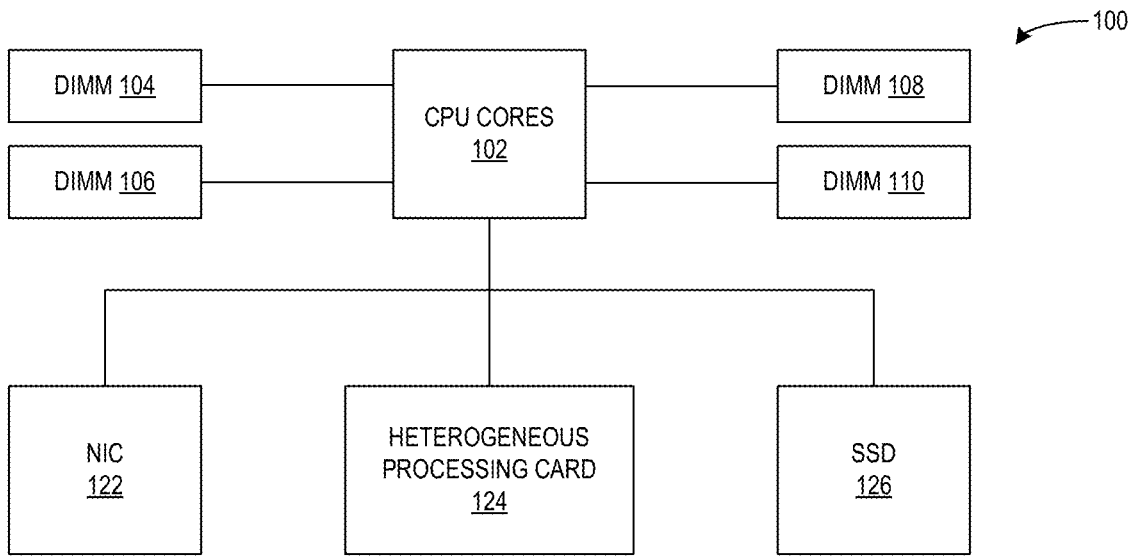 100
DIMM 104
CPU CORES
102
DIMM 108
DIMM 106
DIMM 110
NIC
122
HETEROGENEOUS
PROCESSING CARD
124
SSD
126